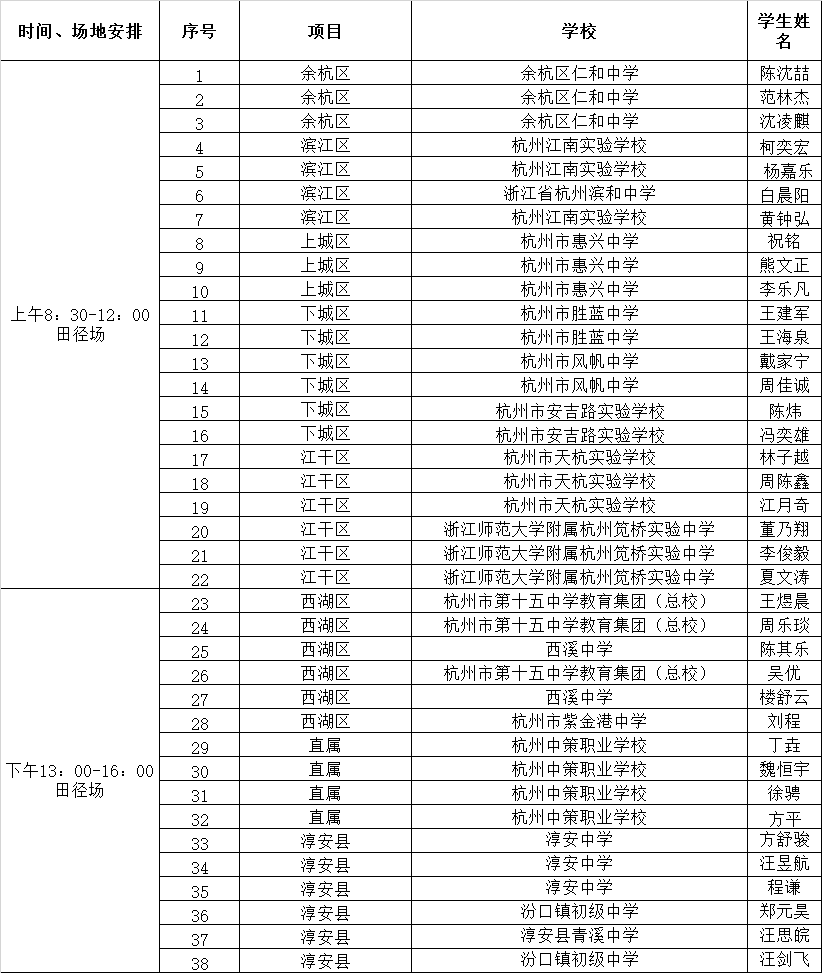 时间、场地安排 序号 项目 学校 学生姓
名
上午8：30-12：00
田径场
1 余杭区 余杭区仁和中学 陈沈喆
2 余杭区 余杭区仁和中学 范林杰
3 余杭区 余杭区仁和中学 沈凌麒
4 滨江区 杭州江南实验学校 柯奕宏
5 滨江区 杭州江南实验学校 杨嘉乐
6 滨江区 浙江省杭州滨和中学 白晨阳
7 滨江区 杭州江南实验学校 黄钟弘
8 上城区 杭州市惠兴中学 祝铭
9 上城区 杭州市惠兴中学 熊文正
10 上城区 杭州市惠兴中学 李乐凡
11 下城区 杭州市胜蓝中学 王建军
12 下城区 杭州市胜蓝中学 王海泉
13 下城区 杭州市风帆中学 戴家宁
14 下城区 杭州市风帆中学 周佳诚
15 下城区 杭州市安吉路实验学校 陈炜
16 下城区 杭州市安吉路实验学校 冯奕雄
17 江干区 杭州市天杭实验学校 林子越
18 江干区 杭州市天杭实验学校 周陈鑫
19 江干区 杭州市天杭实验学校 江月奇
20 江干区 浙江师范大学附属杭州笕桥实验中学 董乃翔
21 江干区 浙江师范大学附属杭州笕桥实验中学 李俊毅
22 江干区 浙江师范大学附属杭州笕桥实验中学 夏文涛
下午13：00-16：00
田径场
23 西湖区 杭州市第十五中学教育集团（总校） 王煜晨
24 西湖区 杭州市第十五中学教育集团（总校） 周乐琰
25 西湖区 西溪中学 陈其乐
26 西湖区 杭州市第十五中学教育集团（总校） 吴优
27 西湖区 西溪中学 楼舒云
28 西湖区 杭州市紫金港中学 刘程
29 直属 杭州中策职业学校 丁垚
30 直属 杭州中策职业学校 魏恒宇
31 直属 杭州中策职业学校 徐骋
32 直属 杭州中策职业学校 方平
33 淳安县 淳安中学 方舒骏
34 淳安县 淳安中学 汪昱航
35 淳安县 淳安中学 程谦
36 淳安县 汾口镇初级中学 郑元昊
37 淳安县 淳安县青溪中学 汪思皖
38 淳安县 汾口镇初级中学 汪剑飞